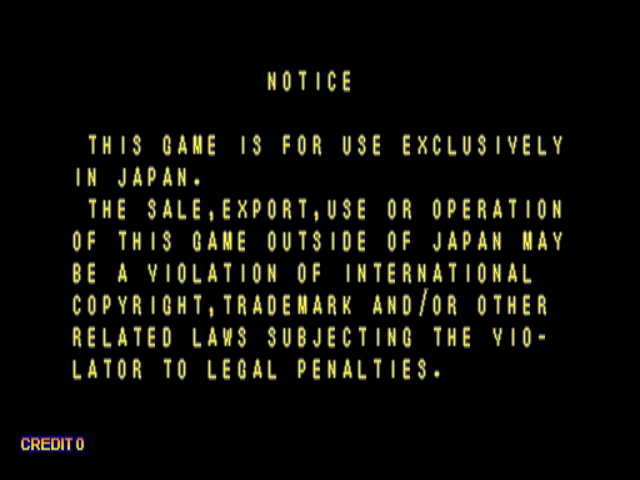 NOTICE
THIS GAME IS FOR USE EXCLUSIVELY
IN JAPAN.
THE SALE,EXPORT,USE OR OPERATION
OF THIS GAME OUTSIDE OF JAPAN MAY
BE A VIOLATION OF INTERNATIONAL
COPYRIGHT,TRADEMARK AND/OR OTHER
RELATED LAWS SUBJECTING THE VIO-
LATOR TO LEGAL PENALTIES.
CREDIT 0